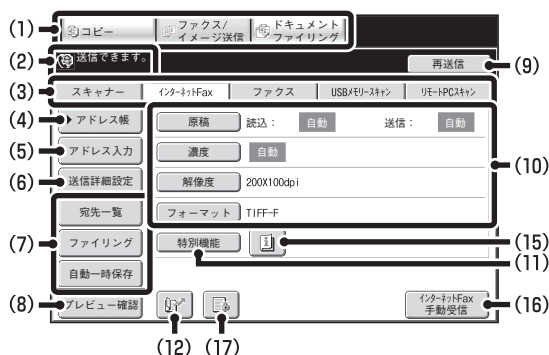 (1)
コピー
ファクス/
イメージ送信
ドキュメント
ファイリング
(2)
送信できます。
再送信
(9)
(3)
スキャナー
インターネットFax
ファクス
USBメモリースキャン
リモートPCスキャン
(4)
アドレス帳
原稿
読込：
自動
送信：
自動
(5)
アドレス入力
濃度
自動
(10)
(6)
送信詳細設定
解像度
200X100dpi
宛先一覧
フォーマット
TIFF-F
(7)
ファイリング
特別機能
(15)
(11)
自動一時保存
(8)
プレビュー確認
インターネットFax
手動受信
(16)
(12)
(17)